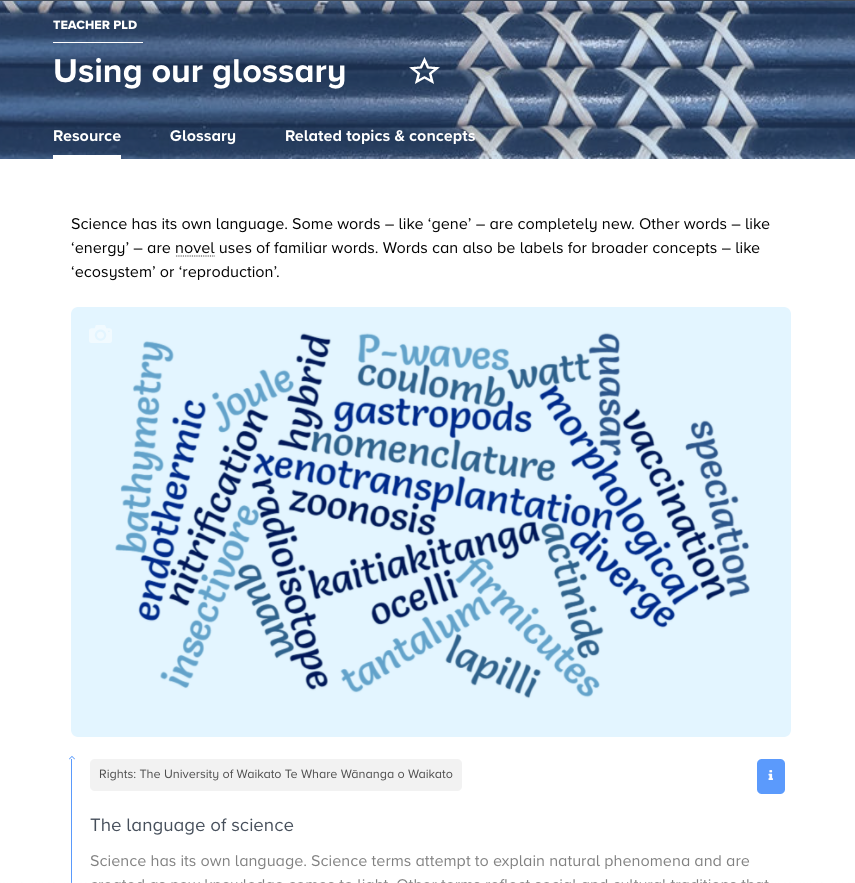 TEACHER PLD
Using our glossary
Resource
Glossary
Related topics & concepts
Science has its own language. Some words – like ‘gene’ – are completely new. Other words – like
‘energy’ – are novel uses of familiar words. Words can also be labels for broader concepts – like
‘ecosystem’ or ‘reproduction’.
bathymetry
endothermic
joule
nitrification
insectivore
hybrid
P-waves
coulomb
watt
quasar
gastropods
nomenclature
xenotransplantation
zoonosis
radioisotope
quam
kaitiakitanga
ocelli
tantalum
firmicutes
lapilli
actinide
diverge
morphological
vaccination
speciation
Rights: The University of Waikato Te Whare Wānanga o Waikato
i
The language of science
Science has its own language. Science terms attempt to explain natural phenomena and are
created as new knowledge comes to light. Other terms reflect social and cultural traditions that